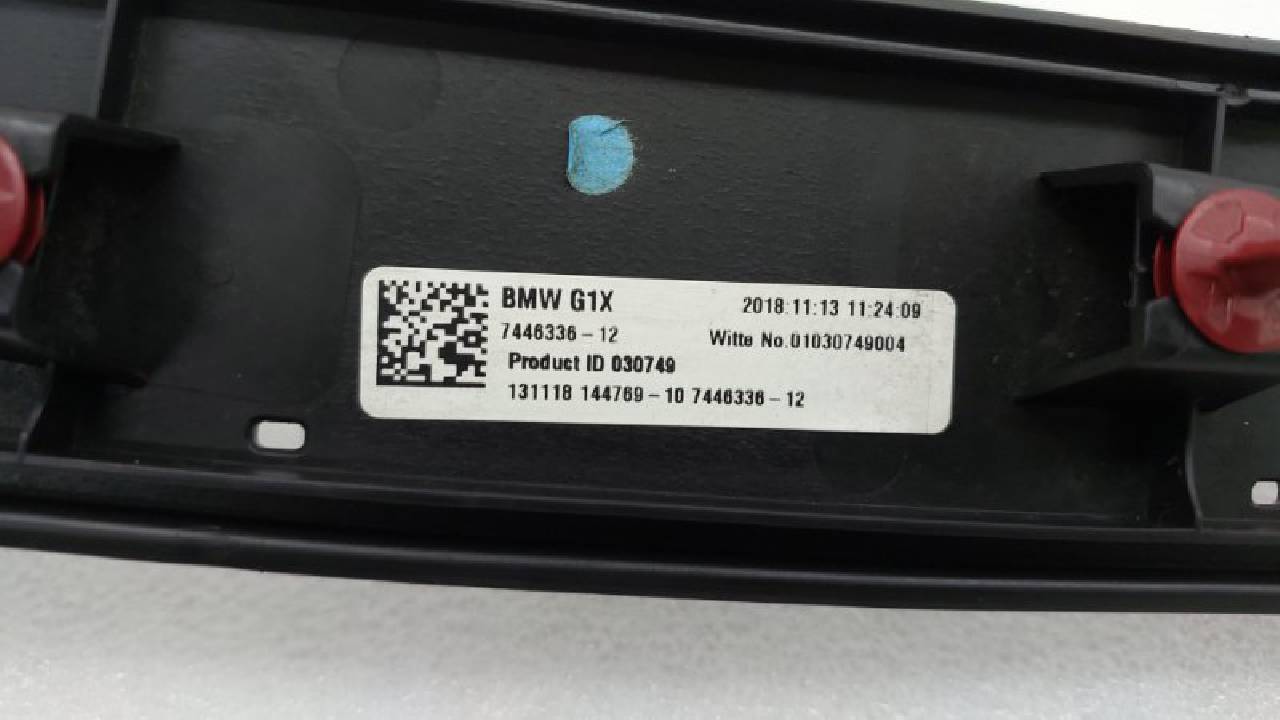 BMW G1X 2018:11:13 11:24:09
7446336-12 Witte No.01030749004
Product ID 030749
131118 144769-10 7446336-12